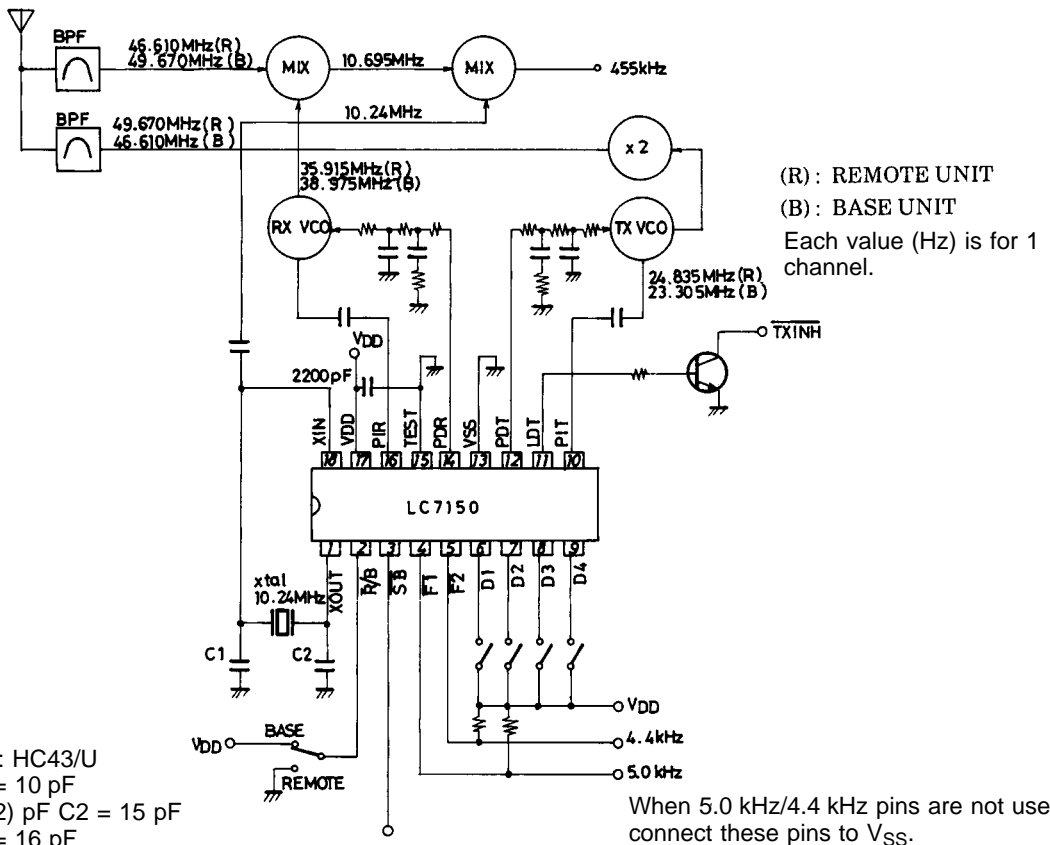 BPF
46.610MHz(R)
49.670MHz(B)
MIX
10.695MHz
MIX
455kHz
10.24MHz
BPF
49.670MHz(R)
46.610MHz(B)
x2
35.915MHz(R)
38.975MHz(B)
RX VCO
TX VCO
(R): REMOTE UNIT
(B): BASE UNIT
Each value (Hz) is for 1
channel.
24.835MHz(R)
23.305MHz(B)
TXINH
VDD
2200pF
XIN
VDD
PIR
TEST
PDR
VSS
PDT
LDT
PIT
18 17 16 15 14 13 12 11 10
LC7150
1 2 3 4 5 6 7 8 9
XOUT
R/B
SB
F1
F2
D1
D2
D3
D4
xtal
10.24MHz
C1
C2
VDD
BASE
REMOTE
VDD
4.4kHz
5.0kHz
: HC43/U
= 10 pF
2) pF C2 = 15 pF
= 16 pF
When 5.0 kHz/4.4 kHz pins are not use
connect these pins to VSS.